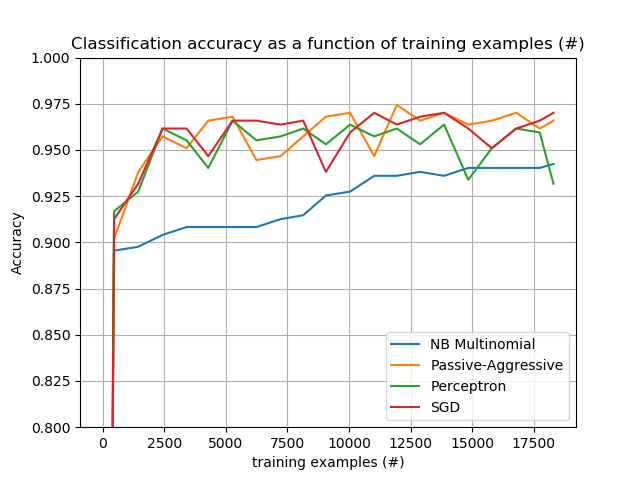 Classification accuracy as a function of training examples (#)
1.000
0.975
0.950
0.925
0.900
0.875
0.850
0.825
0.800
Accuracy
NB Multinomial
Passive-Aggressive
Perceptron
SGD
0 2500 5000 7500 10000 12500 15000 17500
training examples (#)